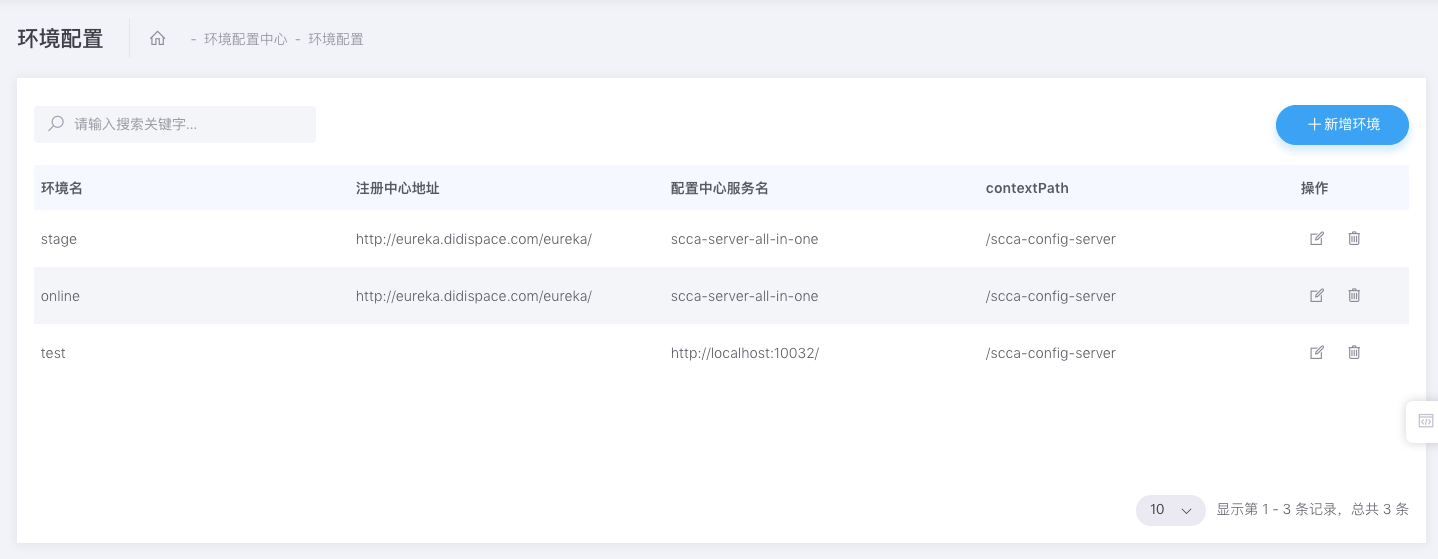 环境配置 - 环境配置中心 - 环境配置
请输入搜索关键字... 新增环境
环境名 注册中心地址 配置中心服务名 contextPath 操作
stage http://eureka.didispace.com/eureka/ scca-server-all-in-one /scca-config-server
online http://eureka.didispace.com/eureka/ scca-server-all-in-one /scca-config-server
test http://localhost:10032/ /scca-config-server
10 显示第 1 - 3 条记录，总共 3 条